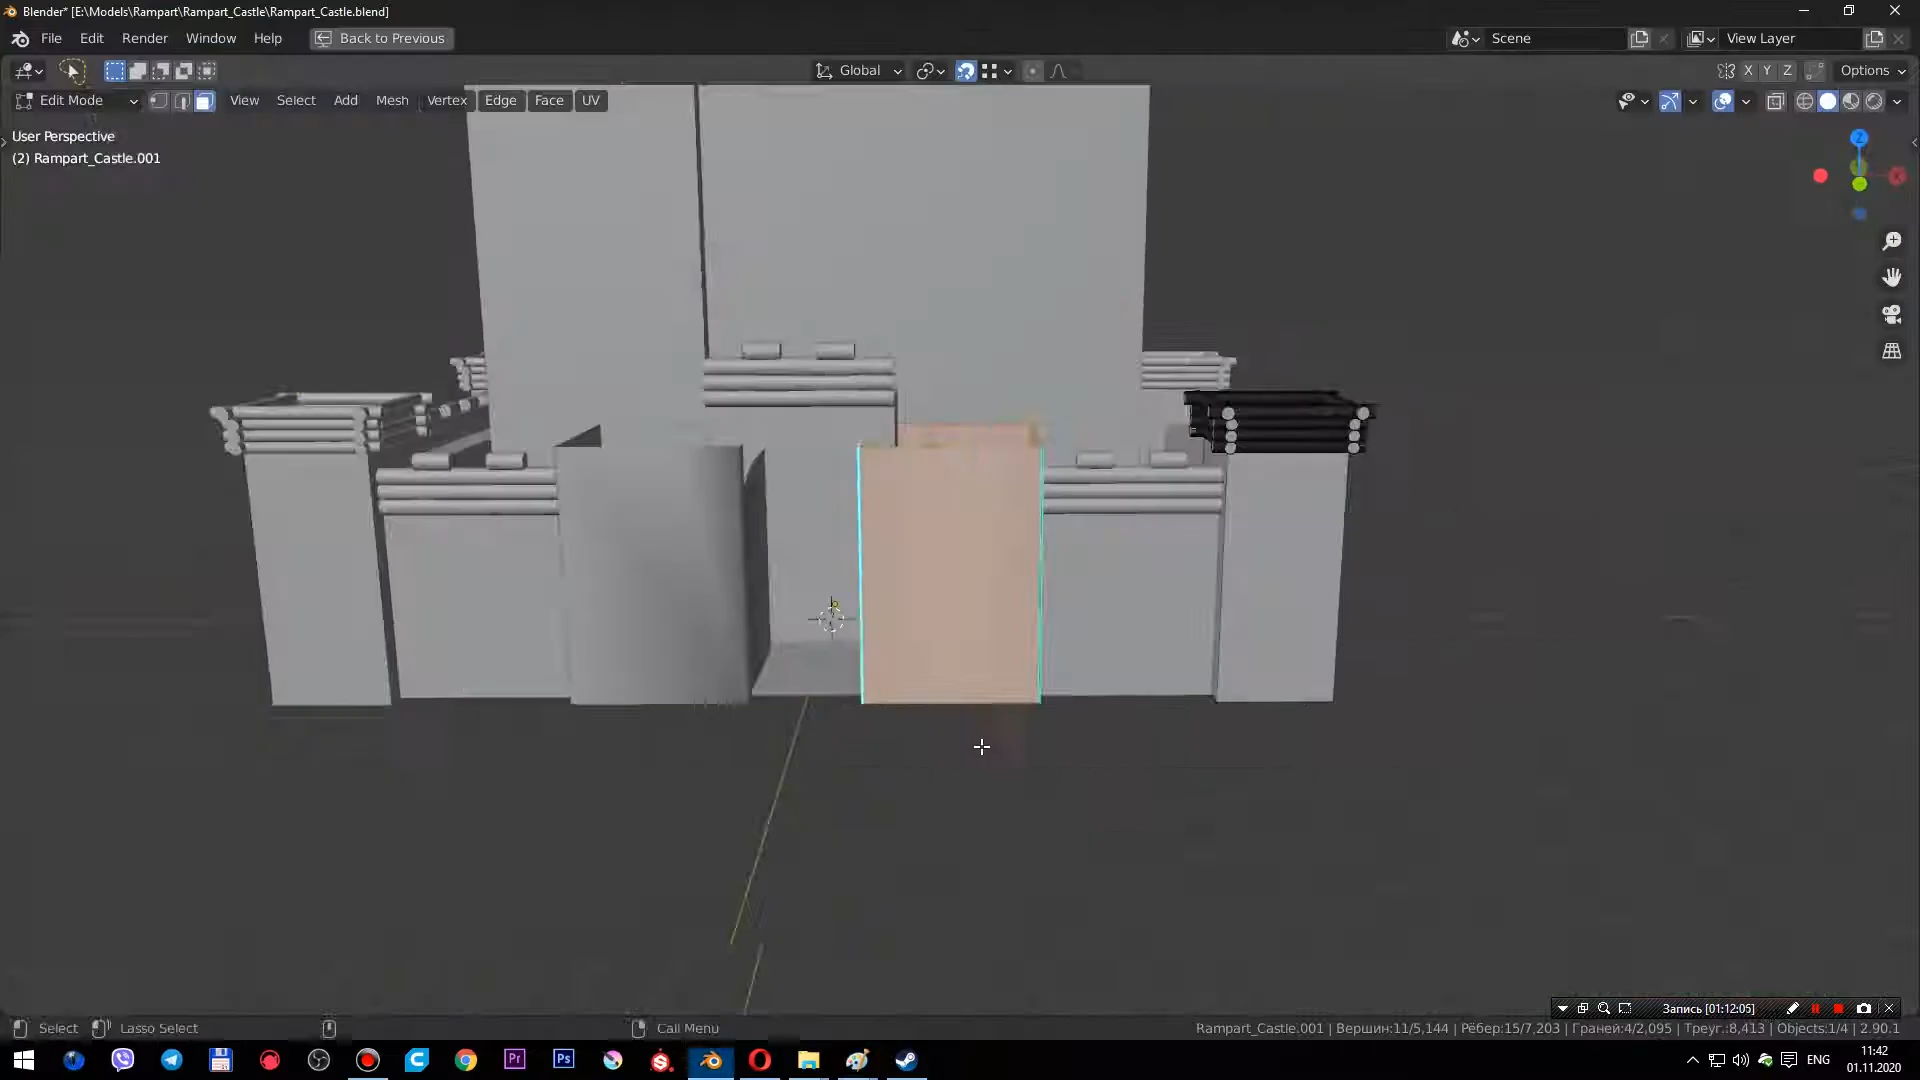 Blender* [E:\Models\Rampart\Rampart_Castle\Rampart_Castle.blend]
File Edit Render Window Help Back to Previous Scene View Layer
Global X Y Z Options
Edit Mode View Select Add Mesh Vertex Edge Face UV
User Perspective
(2) Rampart_Castle.001
Z
X
Запись [01:12:05]
Select Lasso Select Call Menu Rampart_Castle.001 | Вершин:11/5,144 | Рёбер:15/7,203 | Граней:4/2,095 | Треуг.:8,413 | Objects:1/4 | 2.90.1
Pr Ps ENG 11:42
01.11.2020